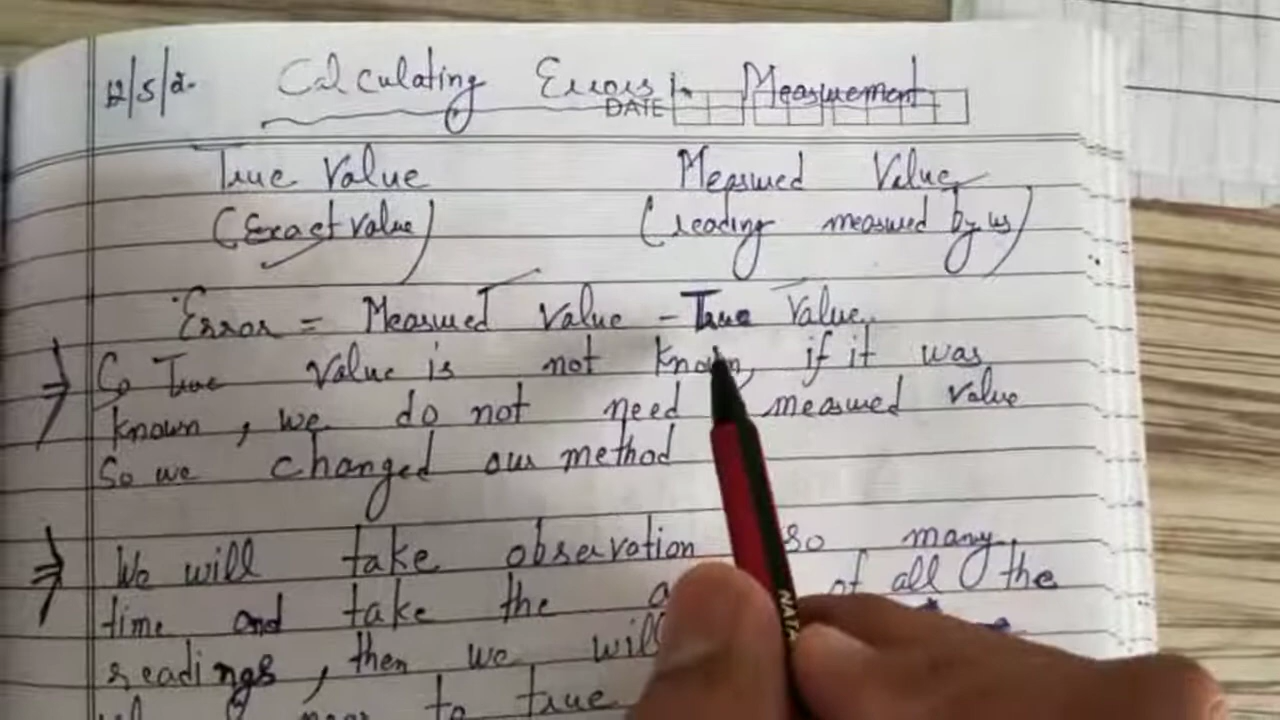 12/5/2 Calculating Errors In Measurement
DATE
True Value Measured Value
(Exact value) (reading measured by us)
Error = Measured Value - True Value
So True Value is not known, if it was
known, we do not need measured value
So we changed our method
We will take observation so many
time and take the of all the
readings, then we will
near to true
NATA